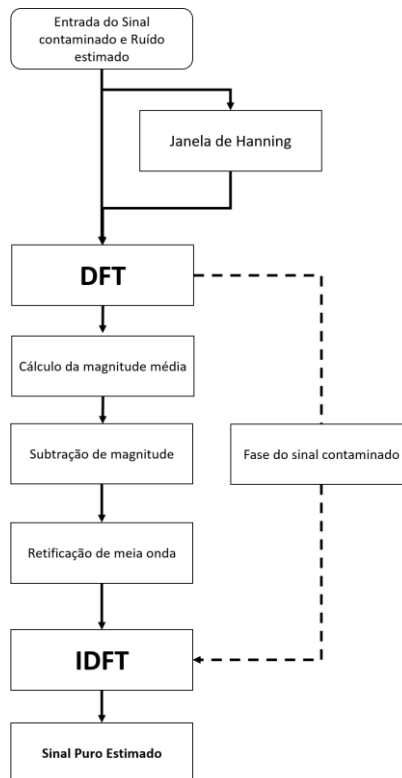 Entrada do Sinal
contaminado e Ruído
estimado
Janela de Hanning
DFT
Cálculo da magnitude média
Subtração de magnitude
Fase do sinal contaminado
Retificação de meia onda
IDFT
Sinal Puro Estimado